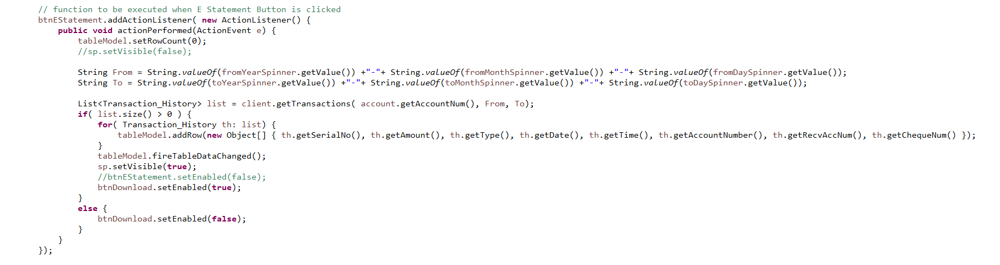 // function to be executed when E Statement Button is clicked
btnEStatement.addActionListener( new ActionListener() {
public void actionPerformed(ActionEvent e) {
tableModel.setRowCount(0);
//sp.setVisible(false);
String From = String.valueOf(fromYearSpinner.getValue()) +"-"+ String.valueOf(fromMonthSpinner.getValue()) +"-"+ String.valueOf(fromDaySpinner.getValue());
String To = String.valueOf(toYearSpinner.getValue()) +"-"+ String.valueOf(toMonthSpinner.getValue()) +"-"+ String.valueOf(toDaySpinner.getValue());
List<Transaction_History> list = client.getTransactions( account.getAccountNum(), From, To);
if( list.size() > 0 ) {
for( Transaction_History th: list) {
tableModel.addRow(new Object[] { th.getSerialNo(), th.getAmount(), th.getType(), th.getDate(), th.getTime(), th.getAccountNumber(), th.getRecvAccNum(), th.getChequeNum() });
}
tableModel.fireTableDataChanged();
sp.setVisible(true);
//btnEStatement.setEnabled(false);
btnDownload.setEnabled(true);
}
else {
btnDownload.setEnabled(false);
}
}
});